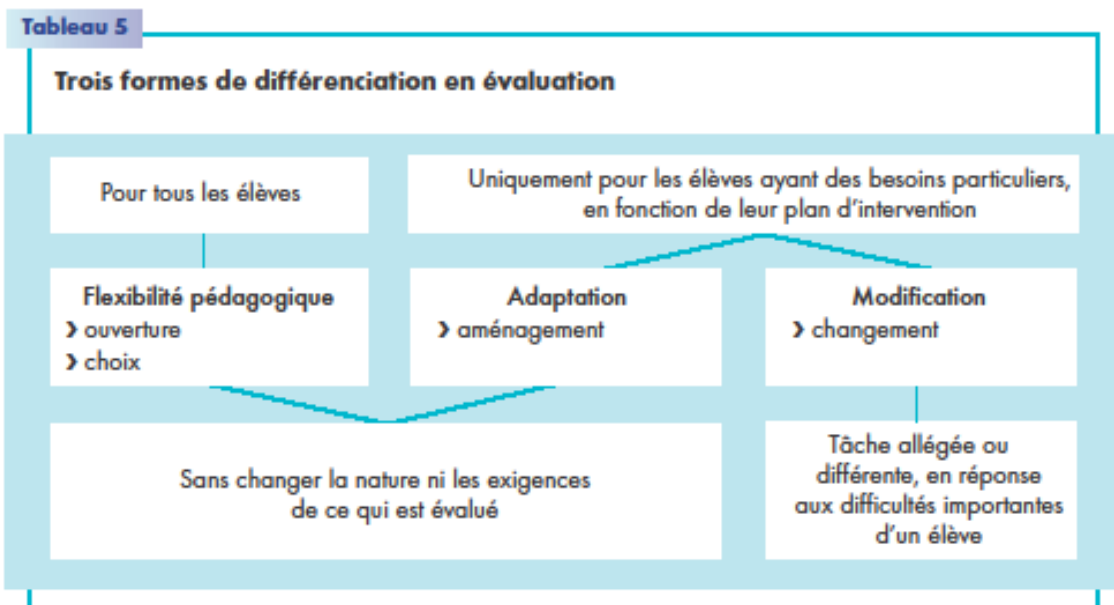 Tableau 5
Trois formes de différenciation en évaluation
Pour tous les élèves
Uniquement pour les élèves ayant des besoins particuliers,
en fonction de leur plan d'intervention
Flexibilité pédagogique
❯ ouverture
❯ choix
Adaptation
❯ aménagement
Modification
❯ changement
Sans changer la nature ni les exigences
de ce qui est évalué
Tâche allégée ou
différente, en réponse
aux difficultés importantes
d'un élève